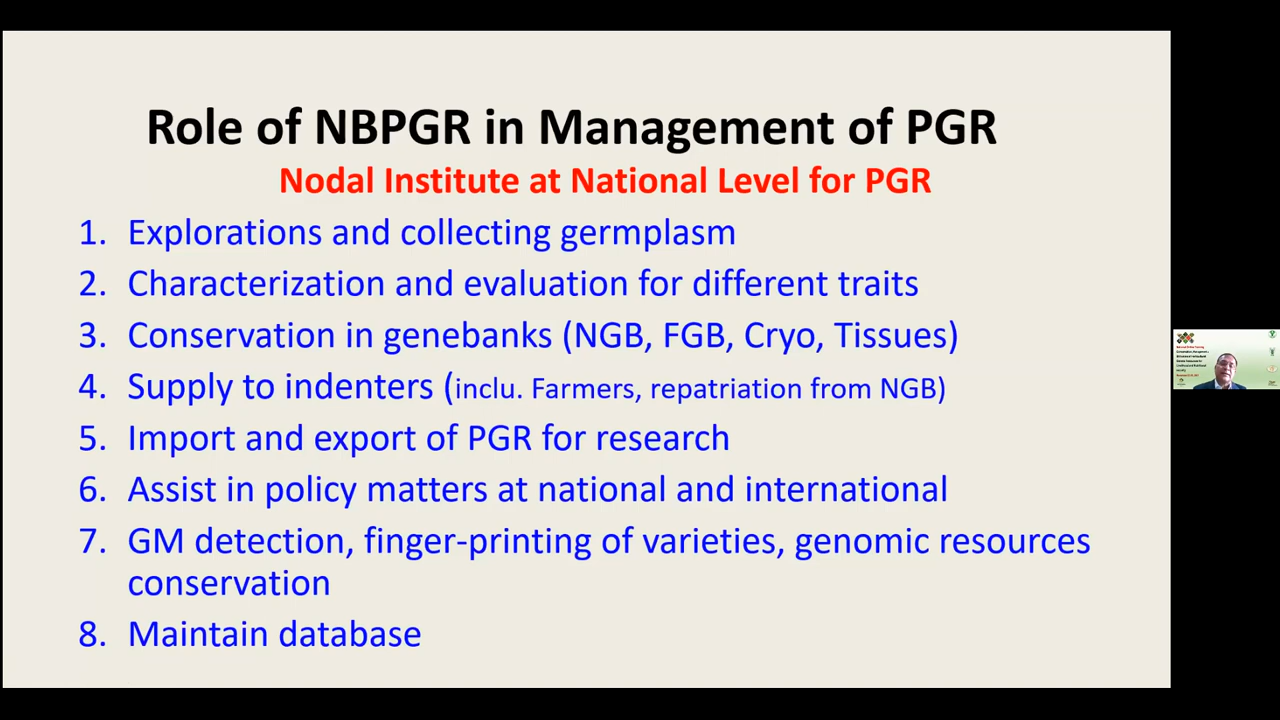 Role of NBPGR in Management of PGR
Nodal Institute at National Level for PGR
1. Explorations and collecting germplasm
2. Characterization and evaluation for different traits
3. Conservation in genebanks (NGB, FGB, Cryo, Tissues)
4. Supply to indenters (inclu. Farmers, repatriation from NGB)
5. Import and export of PGR for research
6. Assist in policy matters at national and international
7. GM detection, finger-printing of varieties, genomic resources
conservation
8. Maintain database